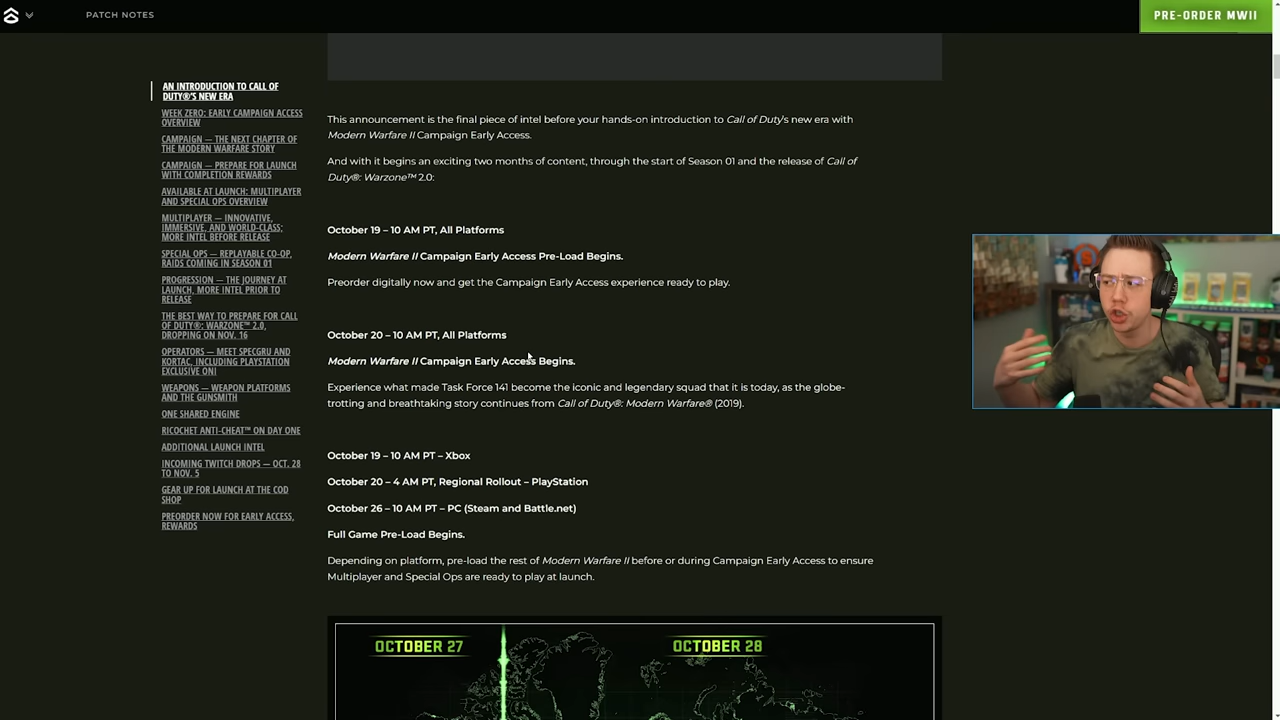 PATCH NOTES
PRE-ORDER MWII
AN INTRODUCTION TO CALL OF
DUTY®'S NEW ERA
WEEK ZERO: EARLY CAMPAIGN ACCESS
OVERVIEW
CAMPAIGN — THE NEXT CHAPTER OF
THE MODERN WARFARE STORY
CAMPAIGN — PREPARE FOR LAUNCH
WITH COMPLETION REWARDS
AVAILABLE AT LAUNCH: MULTIPLAYER
AND SPECIAL OPS OVERVIEW
MULTIPLAYER — INNOVATIVE,
IMMERSIVE, AND WORLD-CLASS;
MORE INTEL BEFORE RELEASE
SPECIAL OPS — REPLAYABLE CO-OP,
RAIDS COMING IN SEASON 01
PROGRESSION — THE JOURNEY AT
LAUNCH, MORE INTEL PRIOR TO
RELEASE
THE BEST WAY TO PREPARE FOR CALL
OF DUTY®: WARZONE™ 2.0,
DROPPING ON NOV. 16
OPERATORS — MEET SPECGRU AND
KORTAC, INCLUDING PLAYSTATION
EXCLUSIVE ONI
WEAPONS — WEAPON PLATFORMS
AND THE GUNSMITH
ONE SHARED ENGINE
RICOCHET ANTI-CHEAT™ ON DAY ONE
ADDITIONAL LAUNCH INTEL
INCOMING TWITCH DROPS — OCT. 28
TO NOV. 5
GEAR UP FOR LAUNCH AT THE COD
SHOP
PREORDER NOW FOR EARLY ACCESS,
REWARDS
This announcement is the final piece of intel before your hands-on introduction to Call of Duty's new era with
Modern Warfare II Campaign Early Access.
And with it begins an exciting two months of content, through the start of Season 01 and the release of Call of
Duty®: Warzone™ 2.0:
October 19 – 10 AM PT, All Platforms
Modern Warfare II Campaign Early Access Pre-Load Begins.
Preorder digitally now and get the Campaign Early Access experience ready to play.
October 20 – 10 AM PT, All Platforms
Modern Warfare II Campaign Early Access Begins.
Experience what made Task Force 141 become the iconic and legendary squad that it is today, as the globe-
trotting and breathtaking story continues from Call of Duty®: Modern Warfare® (2019).
October 19 – 10 AM PT – Xbox
October 20 – 4 AM PT, Regional Rollout – PlayStation
October 26 – 10 AM PT – PC (Steam and Battle.net)
Full Game Pre-Load Begins.
Depending on platform, pre-load the rest of Modern Warfare II before or during Campaign Early Access to ensure
Multiplayer and Special Ops are ready to play at launch.
OCTOBER 27
OCTOBER 28